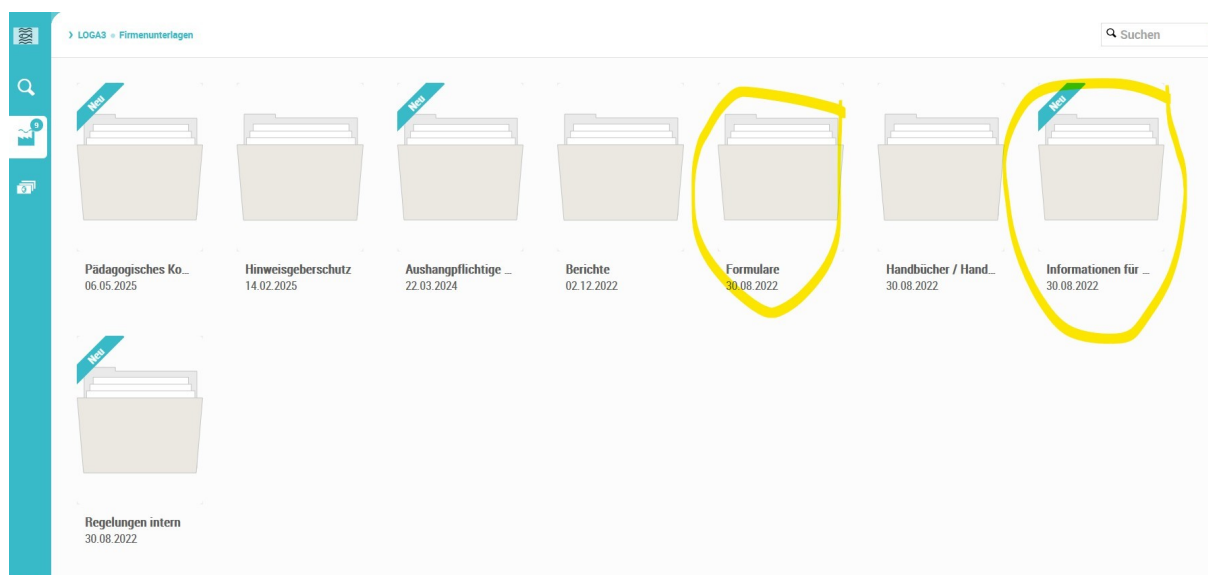 LOGA3 » Firmenunterlagen
Suchen
9
Neu
Neu
Neu
Pädagogisches Ko...
06.05.2025
Hinweisgeberschutz
14.02.2025
Aushangpflichtige ...
22.03.2024
Berichte
02.12.2022
Formulare
30.08.2022
Handbücher / Hand...
30.08.2022
Informationen für ...
30.08.2022
Neu
Regelungen intern
30.08.2022